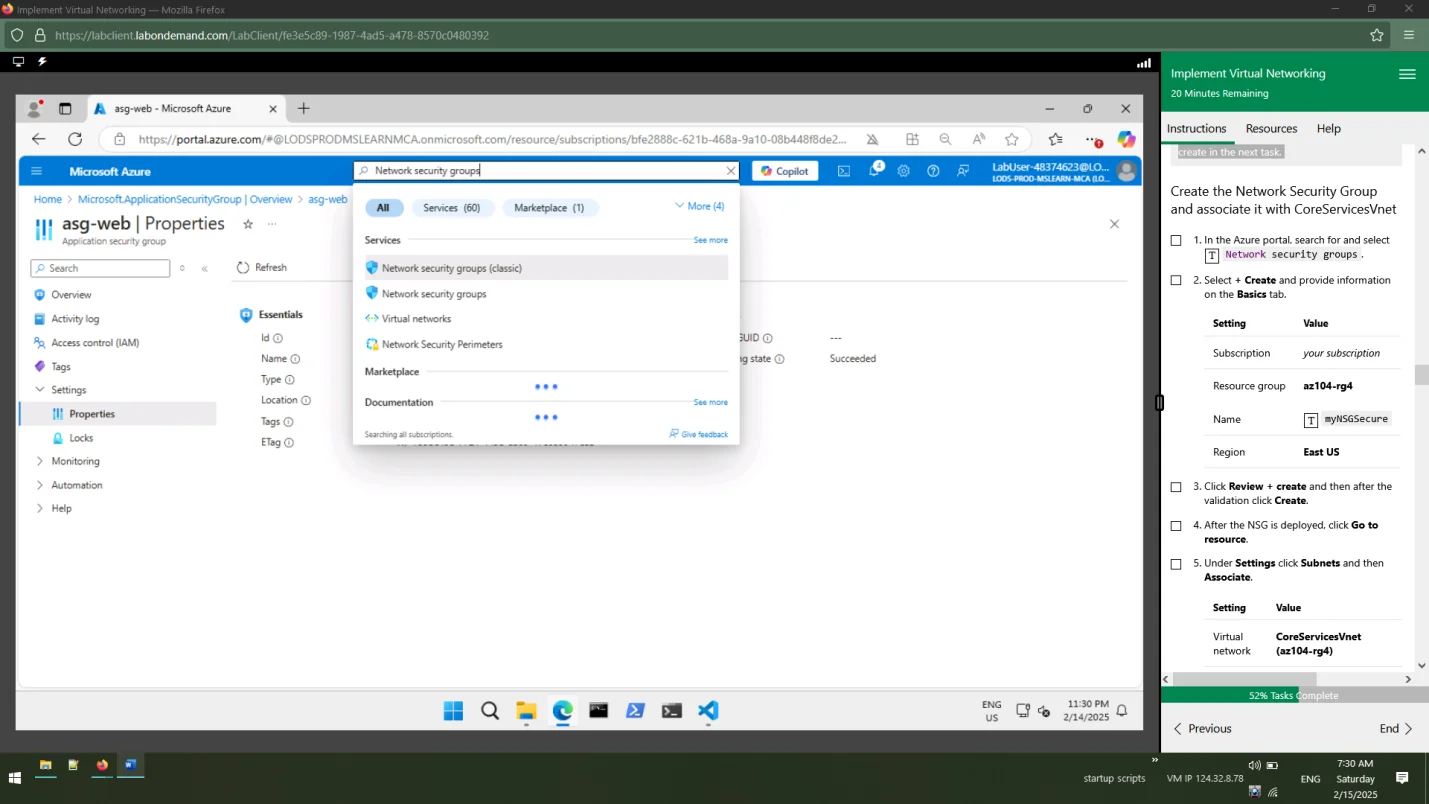 Implement Virtual Networking — Mozilla Firefox
https://labclient.labondemand.com/LabClient/fe3e5c89-1987-4ad5-a478-8570c0480392
asg-web - Microsoft Azure
https://portal.azure.com/#@LODSPRODMSLEARNMCA.onmicrosoft.com/resource/subscriptions/bfe2888c-621b-468a-9a10-08b448f8de2...
Microsoft Azure
Network security groups
Copilot
4
LabUser-48374623@LO...
LODS-PROD-MSLEARN-MCA (LO...
Home > Microsoft.ApplicationSecurityGroup | Overview > asg-web
asg-web | Properties
Application security group
Search
Refresh
Overview
Activity log
Access control (IAM)
Tags
Settings
Properties
Locks
Monitoring
Automation
Help
Essentials
Id
Name
Type
Location
Tags
ETag
GUID
---
ng state
Succeeded
All
Services (60)
Marketplace (1)
More (4)
Services
See more
Network security groups (classic)
Network security groups
Virtual networks
Network Security Perimeters
Marketplace
Documentation
See more
Searching all subscriptions.
Give feedback
ENG
US
11:30 PM
2/14/2025
Implement Virtual Networking
20 Minutes Remaining
Instructions
Resources
Help
create in the next task.
Create the Network Security Group
and associate it with CoreServicesVnet
1. In the Azure portal, search for and select
T Network security groups.
2. Select + Create and provide information
on the Basics tab.
Setting Value
Subscription your subscription
Resource group az104-rg4
Name T myNSGSecure
Region East US
3. Click Review + create and then after the
validation click Create.
4. After the NSG is deployed, click Go to
resource.
5. Under Settings click Subnets and then
Associate.
Setting Value
Virtual CoreServicesVnet
network (az104-rg4)
52% Tasks Complete
Previous
End
startup scripts
VM IP 124.32.8.78
ENG
7:30 AM
Saturday
2/15/2025